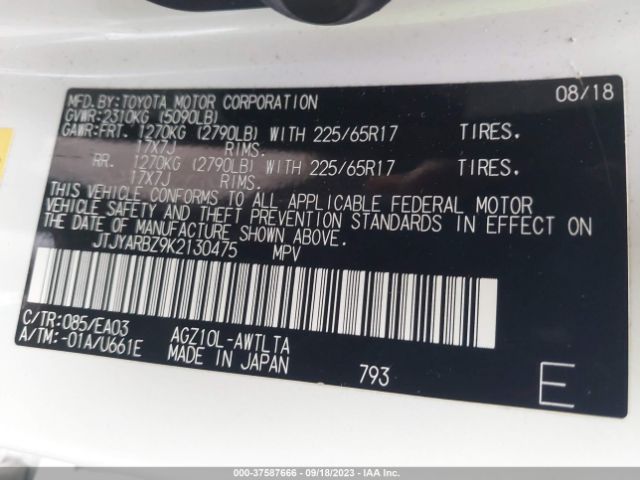 MFD.BY:TOYOTA MOTOR CORPORATION 08/18
GVWR:2310KG (5090LB)
GAWR:FRT. 1270KG (2790LB) WITH 225/65R17 TIRES.
17X7J RIMS.
RR. 1270KG (2790LB) WITH 225/65R17 TIRES.
17X7J RIMS.
THIS VEHICLE CONFORMS TO ALL APPLICABLE FEDERAL MOTOR
VEHICLE SAFETY AND THEFT PREVENTION STANDARDS IN EFFECT ON
THE DATE OF MANUFACTURE SHOWN ABOVE.
JTJYARBZ9K2130475 MPV
C/TR:085/EA03 AGZ10L-AWTLTA
A/TM:-01A/U661E MADE IN JAPAN 793 E
000-37587666 - 09/18/2023 - IAA Inc.